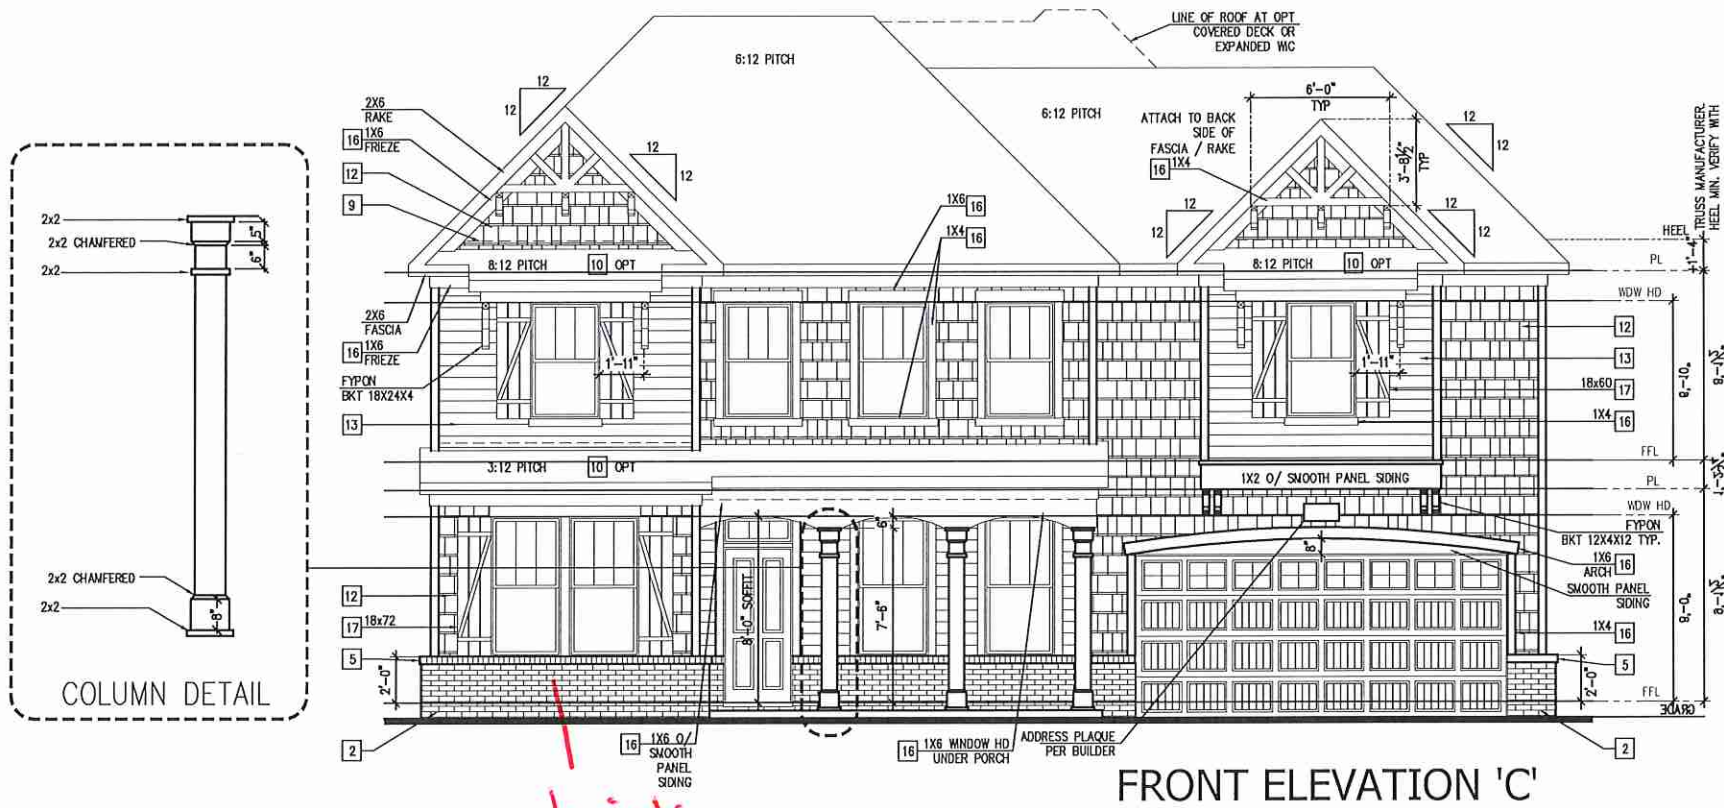 LINE OF ROOF AT OPT
COVERED DECK OR
EXPANDED WIC
6:12 PITCH
6:12 PITCH
12
12
12
12
2X6
RAKE
16 1X6
FRIEZE
12
9
ATTACH TO BACK
SIDE OF
FASCIA / RAKE
16 1X4
6'-0"
TYP
3'-8½"
TYP
12
12
12
12
12
12
TRUSS MANUFACTURER.
HEEL MIN. VERIFY WITH
HEEL
1'-4"
PL
1X6 16
1X4 16
8:12 PITCH 10 OPT
8:12 PITCH 10 OPT
2X6
FASCIA
16 1X6
FRIEZE
FYPON
BKT 18X24X4
13
1'-11"
1'-11"
WDW HD
12
13
18x60 17
1X4 16
FFL
3:12 PITCH 10 OPT
1X2 O/ SMOOTH PANEL SIDING
PL
WDW HD
FYPON
BKT 12X4X12 TYP.
1X6 16
ARCH
SMOOTH PANEL
SIDING
8"
6"
8'-0" SOFFIT
7'-6"
12
17 18x72
5
2'-0"
2
1X4 16
5
2'-0"
FFL
GRADE
2
16 1X6 O/
SMOOTH
PANEL
SIDING
16 1X6 WINDOW HD
UNDER PORCH
ADDRESS PLAQUE
PER BUILDER
2x2
2x2 CHAMFERED
2x2
5"
6"
2x2 CHAMFERED
2x2
8"
COLUMN DETAIL
FRONT ELEVATION 'C'